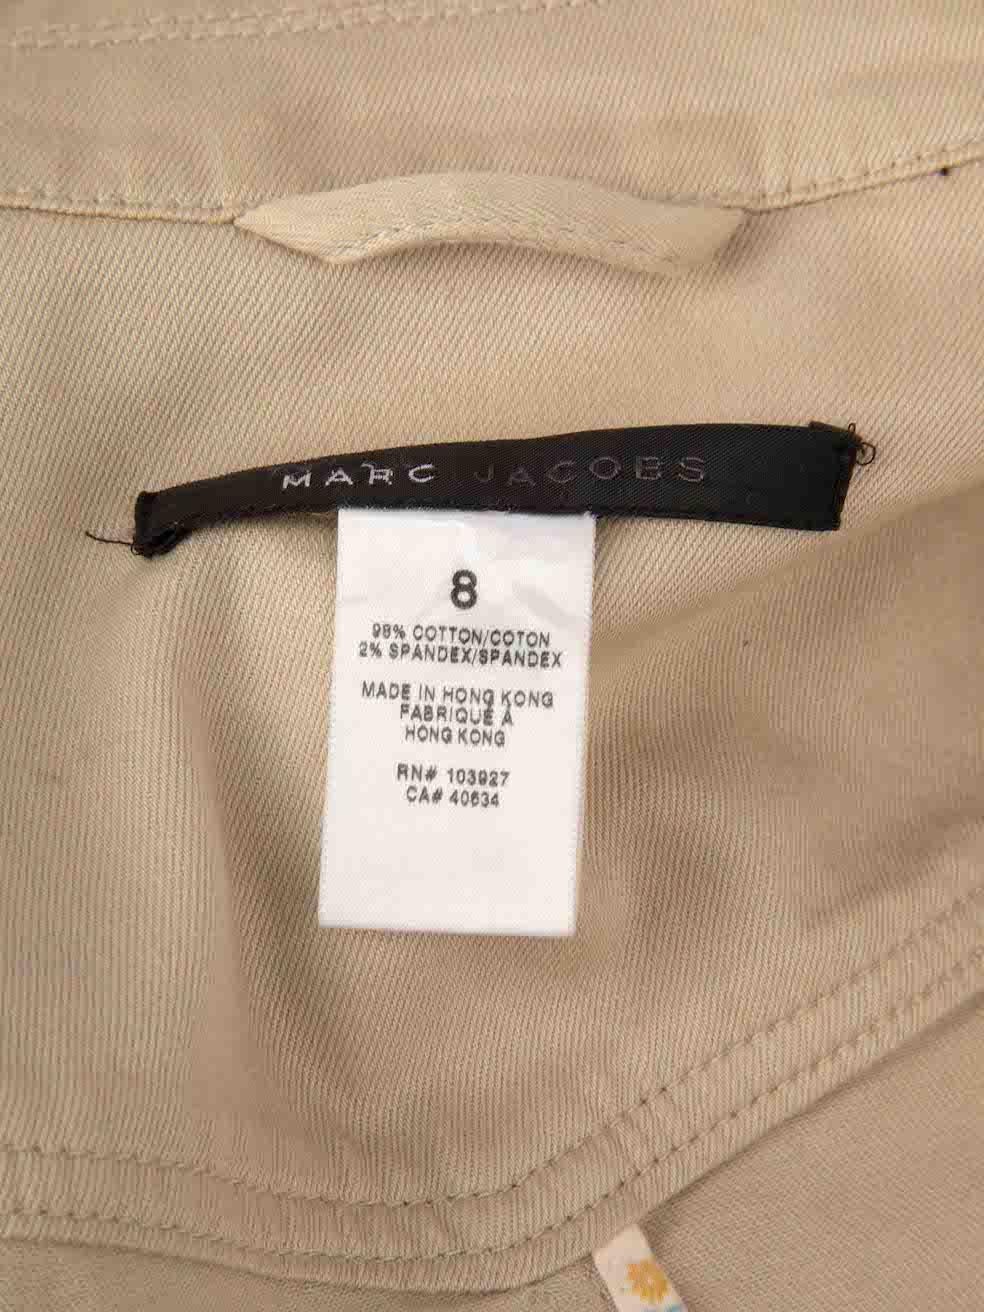 MARC JACOBS
8
98% COTTON/COTON
2% SPANDEX/SPANDEX
MADE IN HONG KONG
FABRIQUÉ À
HONG KONG
RN# 103927
CA# 40634